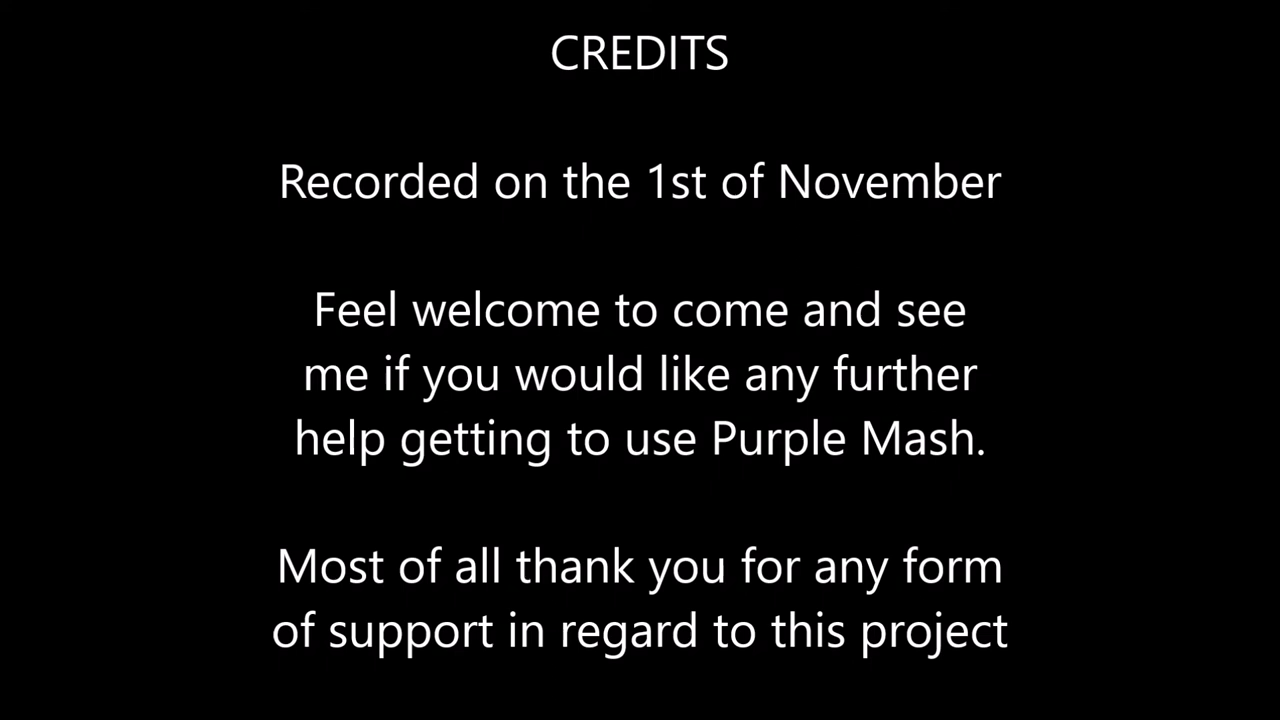 CREDITS
Recorded on the 1st of November
Feel welcome to come and see
me if you would like any further
help getting to use Purple Mash.
Most of all thank you for any form
of support in regard to this project